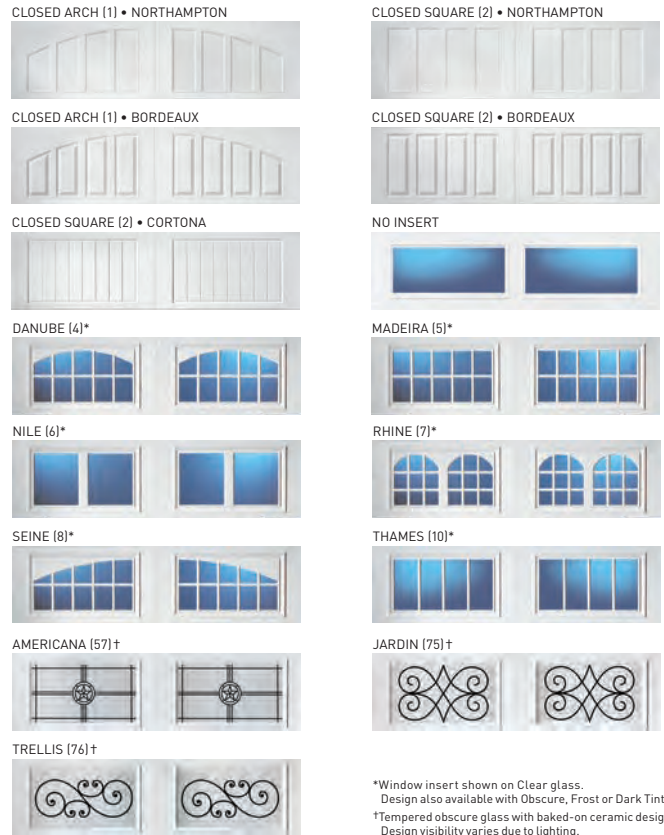 CLOSED ARCH (1) • NORTHAMPTON
CLOSED SQUARE (2) • NORTHAMPTON
CLOSED ARCH (1) • BORDEAUX
CLOSED SQUARE (2) • BORDEAUX
CLOSED SQUARE (2) • CORTONA
NO INSERT
DANUBE (4)*
MADEIRA (5)*
NILE (6)*
RHINE (7)*
SEINE (8)*
THAMES (10)*
AMERICANA (57)†
JARDIN (75)†
TRELLIS (76)†
*Window insert shown on Clear glass.
Design also available with Obscure, Frost or Dark Tint
†Tempered obscure glass with baked-on ceramic desig
Design visibility varies due to lighting.